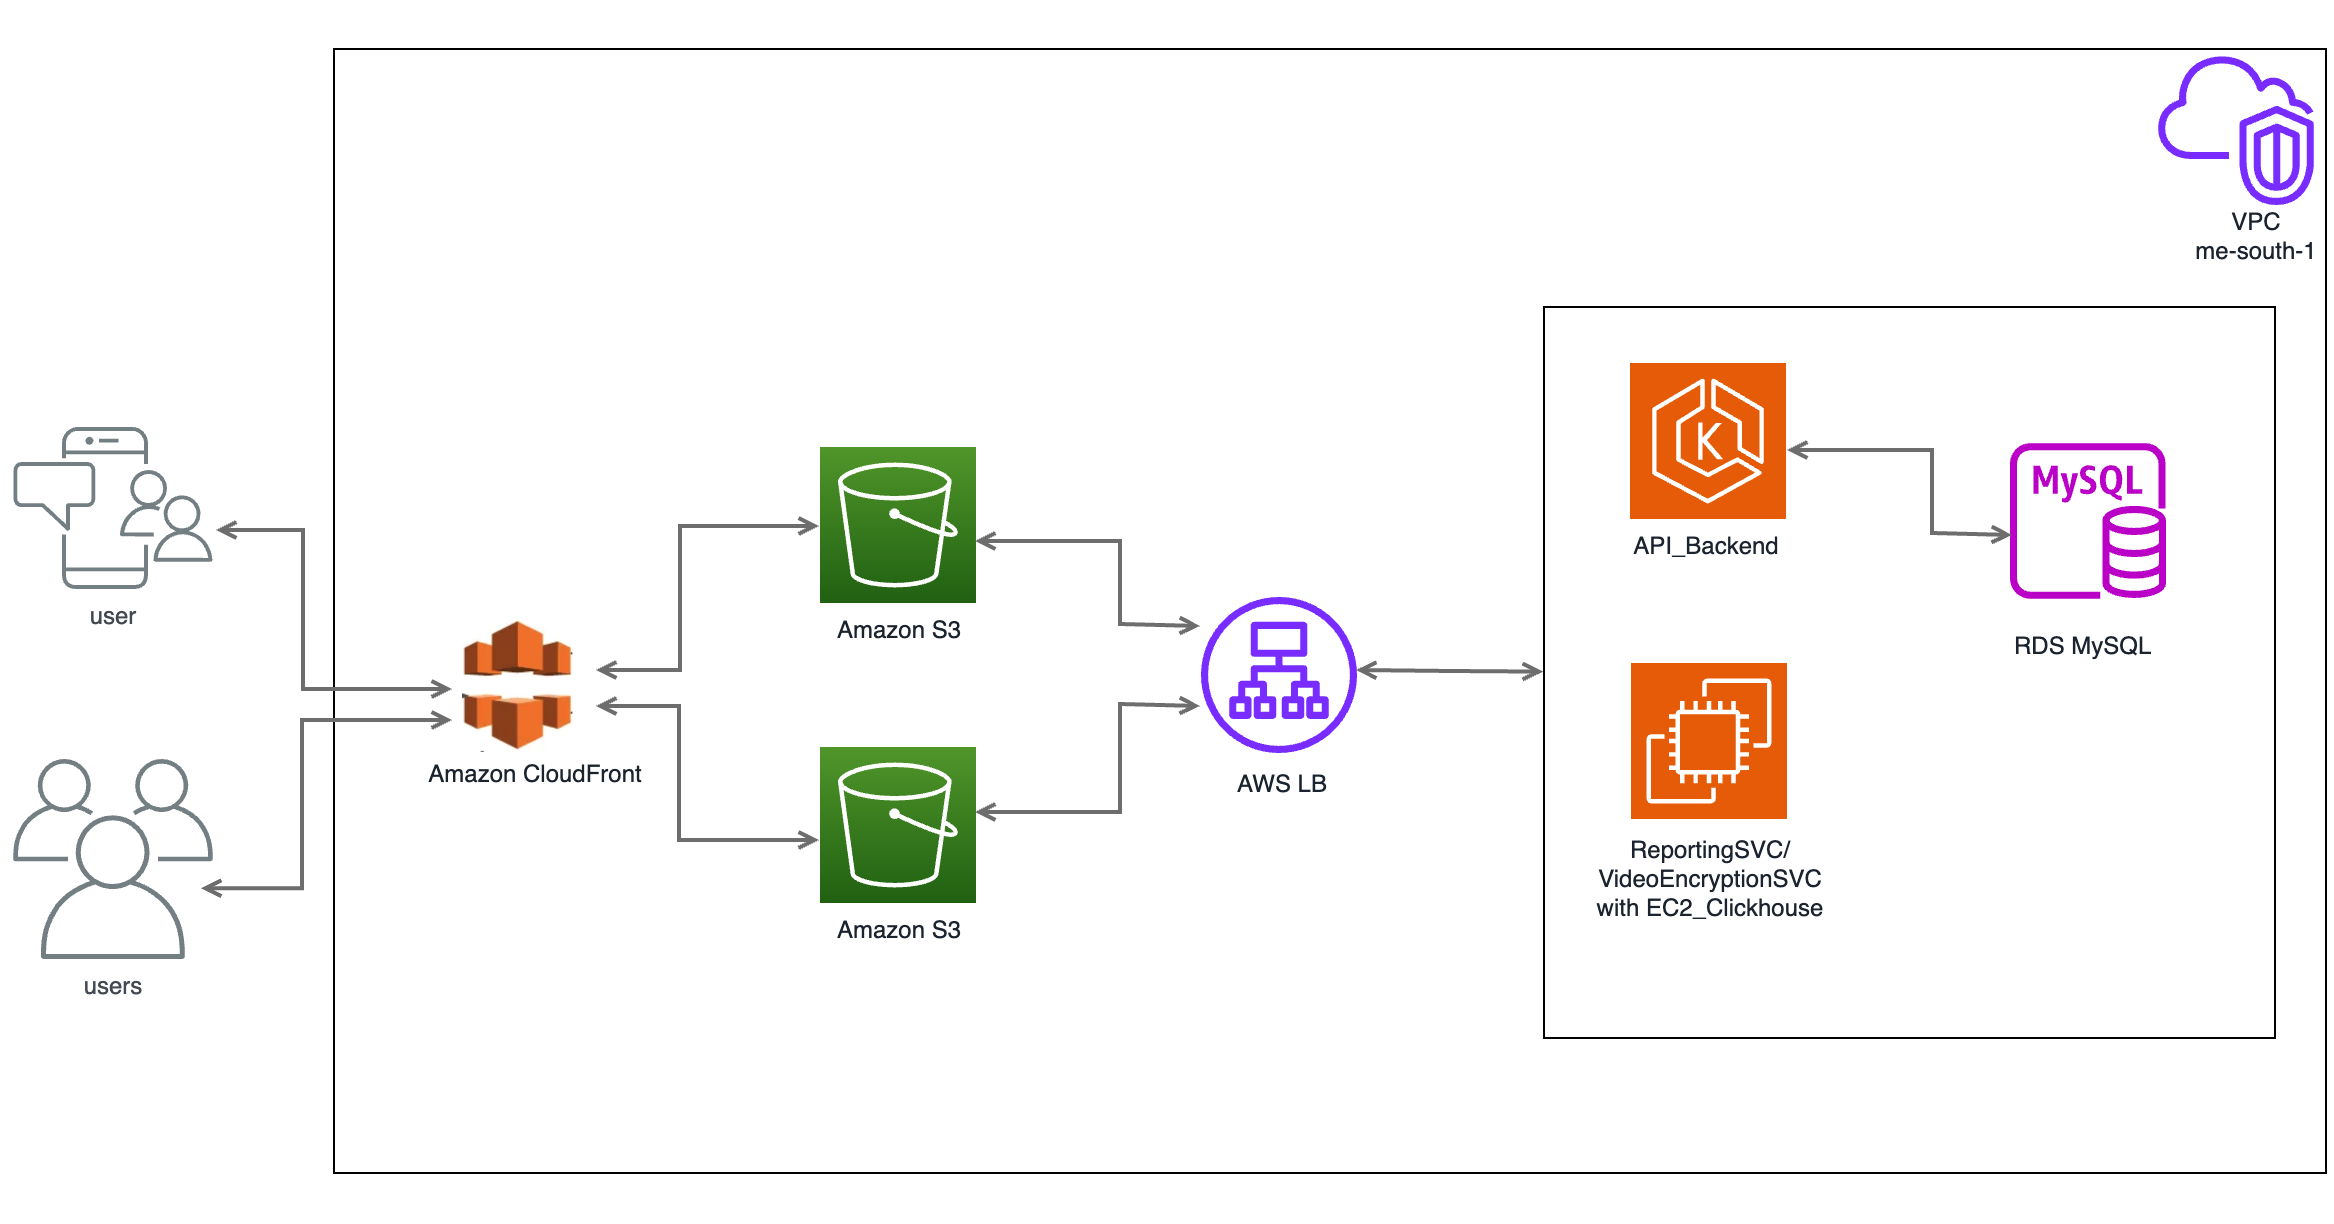 VPC
me-south-1
MySQL
K
API_Backend
RDS MySQL
user
Amazon S3
Amazon CloudFront
AWS LB
ReportingSVC/
VideoEncryptionSVC
with EC2_Clickhouse
Amazon S3
users